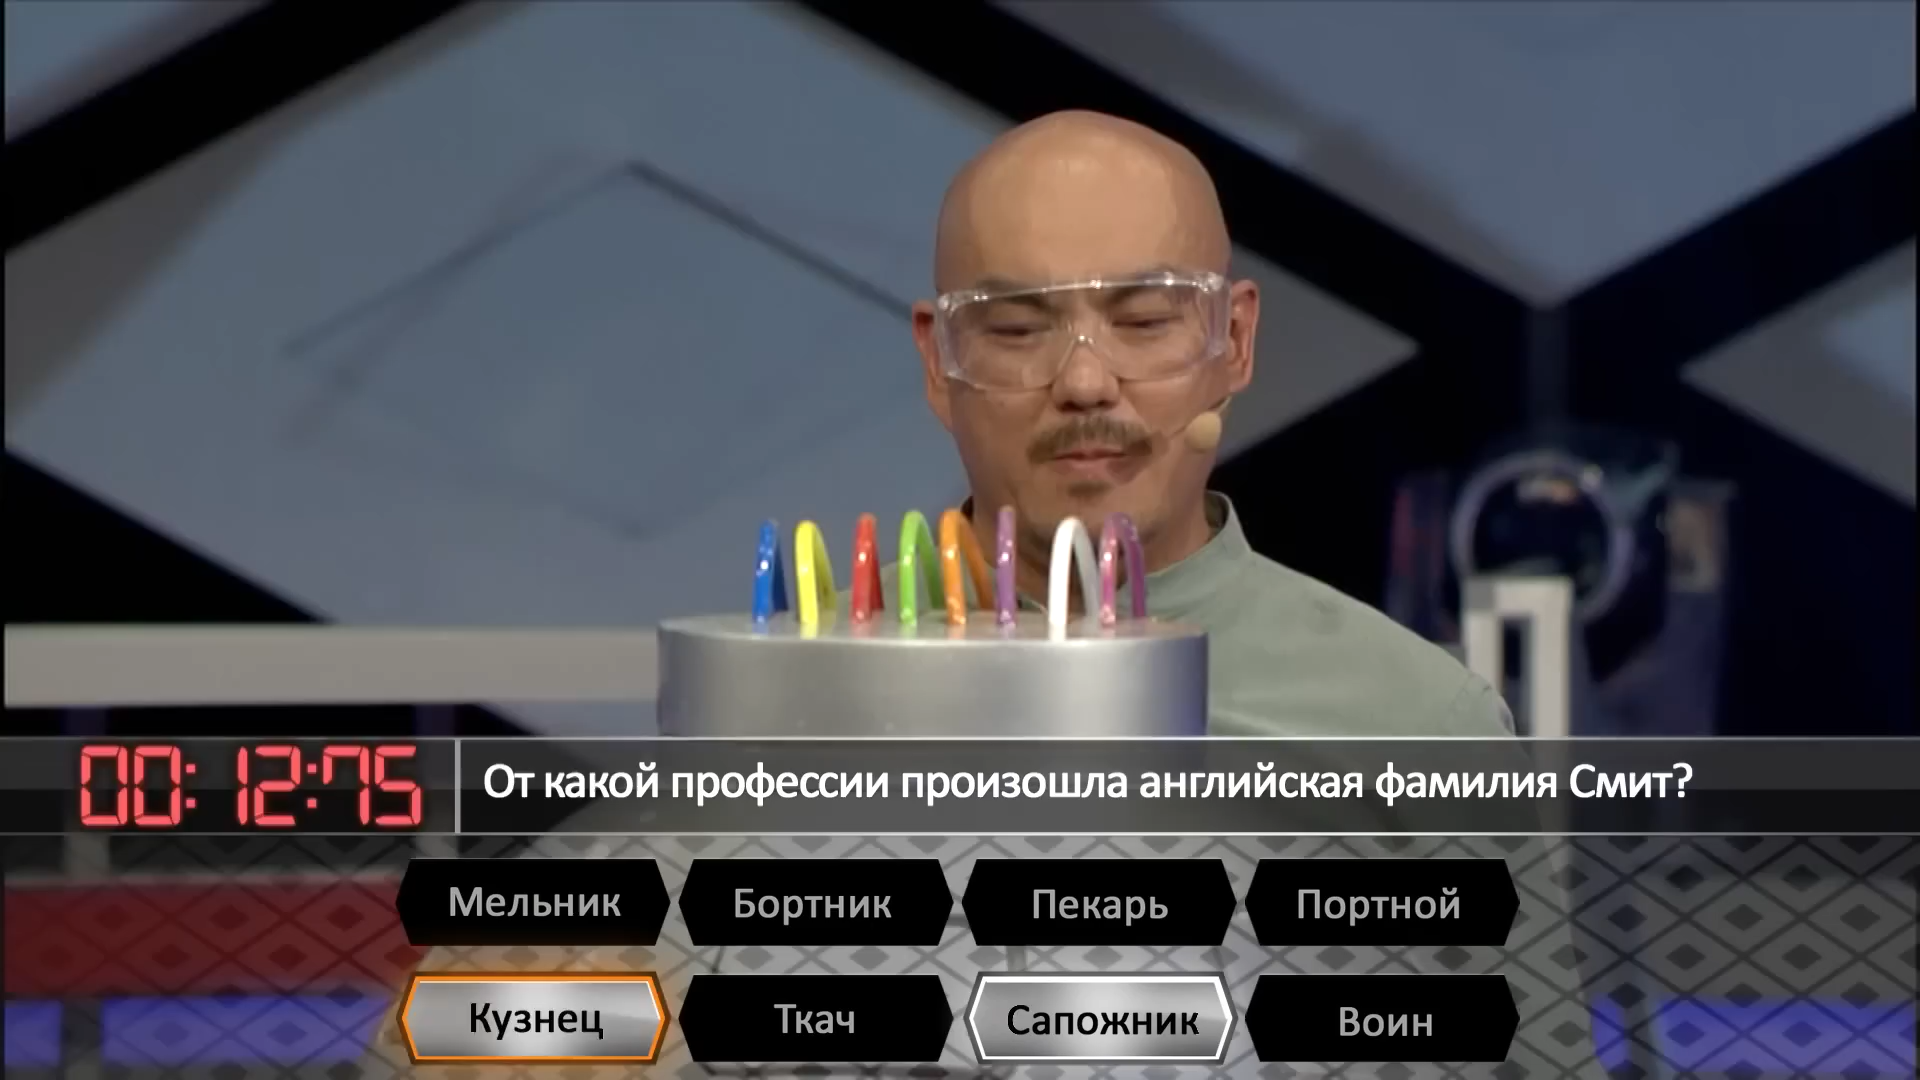 00:12:75
От какой профессии произошла английская фамилия Смит?
Мельник
Бортник
Пекарь
Портной
Кузнец
Ткач
Сапожник
Воин